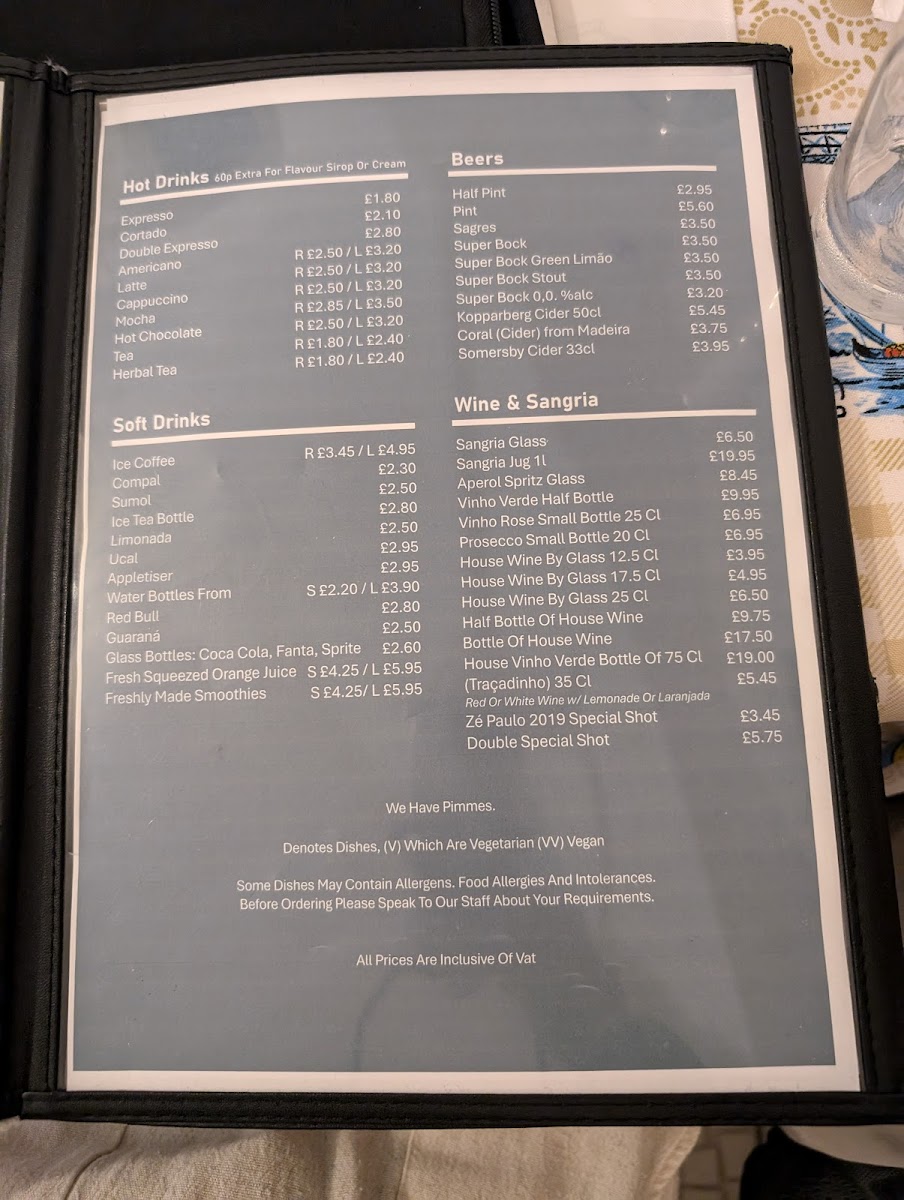 Hot Drinks 60p Extra For Flavour Sirop Or Cream
Expresso £1.80
Cortado £2.10
Double Expresso £2.80
Americano R £2.50 / L £3.20
Latte R £2.50 / L £3.20
Cappuccino R £2.50 / L £3.20
Mocha R £2.85 / L £3.50
Hot Chocolate R £2.50 / L £3.20
Tea R £1.80 / L £2.40
Herbal Tea R £1.80 / L £2.40
Soft Drinks
Ice Coffee R £3.45 / L £4.95
Compal £2.30
Sumol £2.50
Ice Tea Bottle £2.80
Limonada £2.50
Ucal £2.95
Appletiser £2.95
Water Bottles From S £2.20 / L £3.90
Red Bull £2.80
Guaraná £2.50
Glass Bottles: Coca Cola, Fanta, Sprite £2.60
Fresh Squeezed Orange Juice S £4.25 / L £5.95
Freshly Made Smoothies S £4.25/ L £5.95
Beers
Half Pint £2.95
Pint £5.60
Sagres £3.50
Super Bock £3.50
Super Bock Green Limão £3.50
Super Bock Stout £3.50
Super Bock 0,0. %alc £3.20
Kopparberg Cider 50cl £5.45
Coral (Cider) from Madeira £3.75
Somersby Cider 33cl £3.95
Wine & Sangria
Sangria Glass £6.50
Sangria Jug 1l £19.95
Aperol Spritz Glass £8.45
Vinho Verde Half Bottle £9.95
Vinho Rose Small Bottle 25 Cl £6.95
Prosecco Small Bottle 20 Cl £6.95
House Wine By Glass 12.5 Cl £3.95
House Wine By Glass 17.5 Cl £4.95
House Wine By Glass 25 Cl £6.50
Half Bottle Of House Wine £9.75
Bottle Of House Wine £17.50
House Vinho Verde Bottle Of 75 Cl £19.00
(Traçadinho) 35 Cl £5.45
Red Or White Wine w/ Lemonade Or Laranjada
Zé Paulo 2019 Special Shot £3.45
Double Special Shot £5.75
We Have Pimmes.
Denotes Dishes, (V) Which Are Vegetarian (VV) Vegan
Some Dishes May Contain Allergens. Food Allergies And Intolerances.
Before Ordering Please Speak To Our Staff About Your Requirements.
All Prices Are Inclusive Of Vat